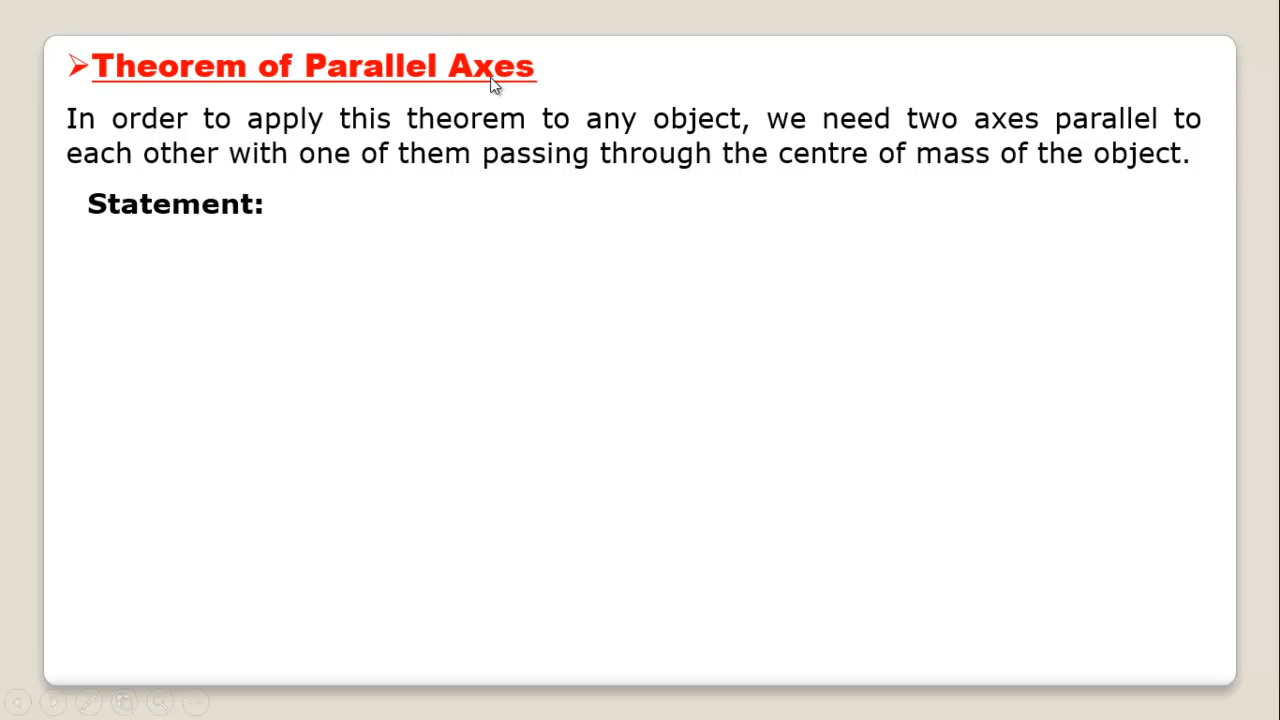 ➢Theorem of Parallel Axes
In order to apply this theorem to any object, we need two axes parallel to
each other with one of them passing through the centre of mass of the object.
Statement: